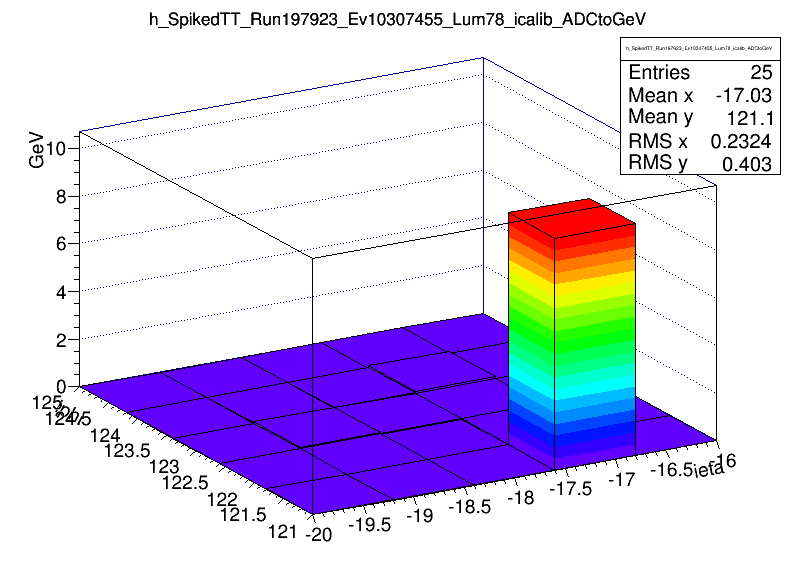 h_SpikedTT_Run197923_Ev10307455_Lum78_icalib_ADCtoGeV
h_SpikedTT_Run197923_Ev10307455_Lum78_icalib_ADCtoGeV
Entries 25
Mean x -17.03
Mean y 121.1
RMS x 0.2324
RMS y 0.403
GeV
10
8
6
4
2
0
125
124.5
124
123.5
123
122.5
122
121.5
121
-20
-19.5
-19
-18.5
-18
-17.5
-17
-16.5
-16
ieta